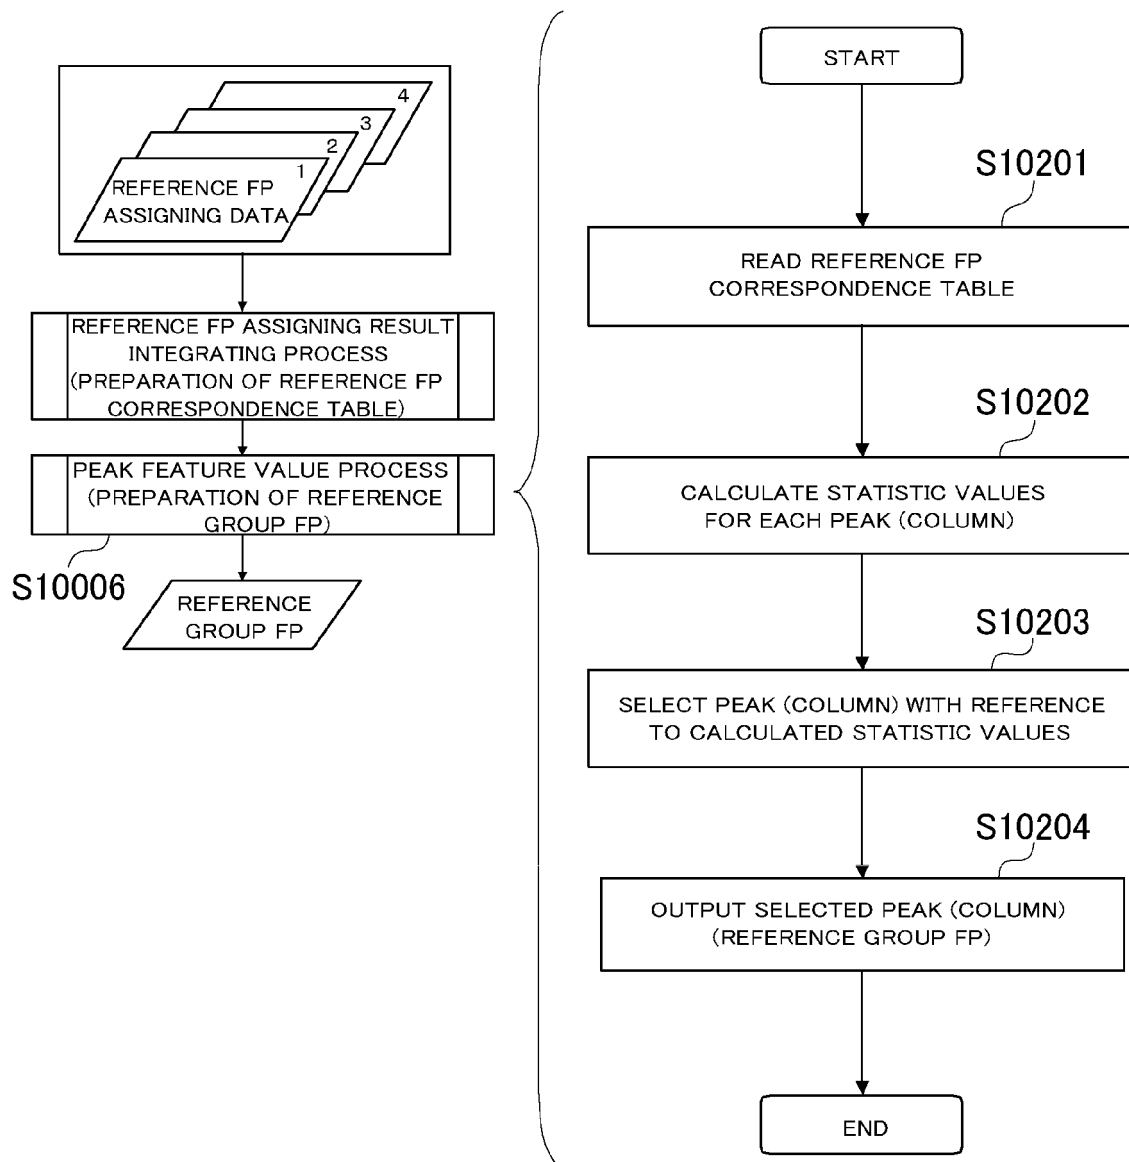 4
3
2
1
REFERENCE FP
ASSIGNING DATA
REFERENCE FP ASSIGNING RESULT
INTEGRATING PROCESS
(PREPARATION OF REFERENCE FP
CORRESPONDENCE TABLE)
PEAK FEATURE VALUE PROCESS
(PREPARATION OF REFERENCE
GROUP FP)
S10006
REFERENCE
GROUP FP
START
S10201
READ REFERENCE FP
CORRESPONDENCE TABLE
S10202
CALCULATE STATISTIC VALUES
FOR EACH PEAK (COLUMN)
S10203
SELECT PEAK (COLUMN) WITH REFERENCE
TO CALCULATED STATISTIC VALUES
S10204
OUTPUT SELECTED PEAK (COLUMN)
(REFERENCE GROUP FP)
END